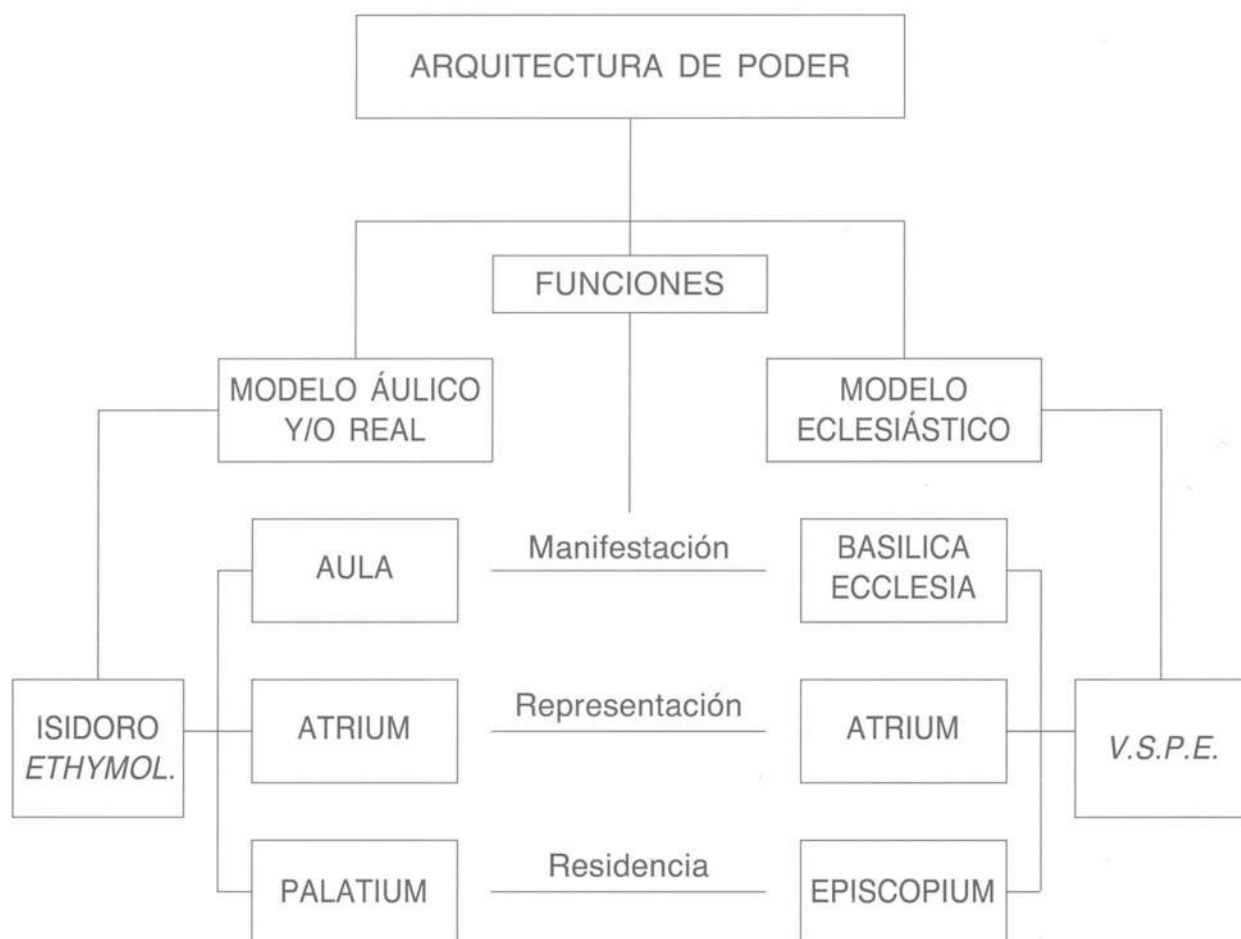 ARQUITECTURA DE PODER
FUNCIONES
MODELO ÁULICO
Y/O REAL
MODELO
ECLESIÁSTICO
AULA
Manifestación
BASILICA
ECCLESIA
ISIDORO
ETHYMOL.
ATRIUM
Representación
ATRIUM
V.S.P.E.
PALATIUM
Residencia
EPISCOPIUM